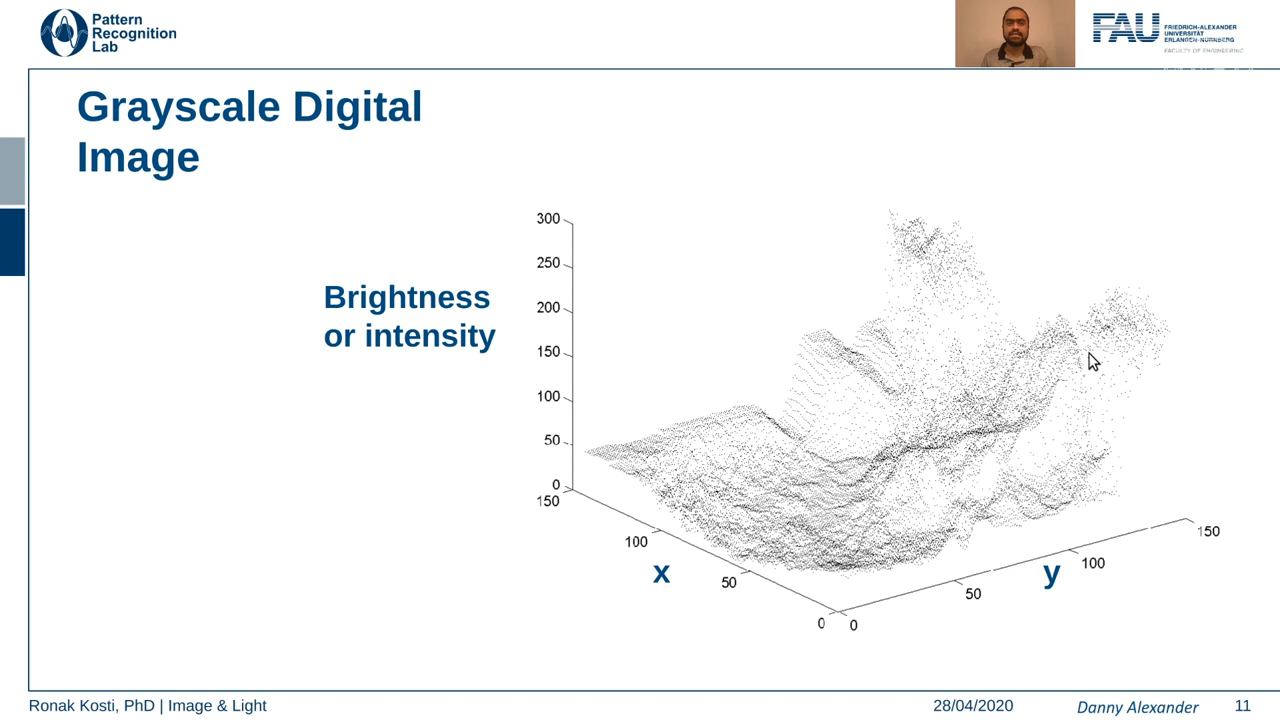 Pattern
Recognition
Lab
FAU
FRIEDRICH-ALEXANDER
UNIVERSITÄT
ERLANGEN-NÜRNBERG
FACULTY OF ENGINEERING
Grayscale Digital
Image
Brightness
or intensity
300
250
200
150
100
50
0
150
100
50
0
x
0
50
100
150
y
Ronak Kosti, PhD | Image & Light
28/04/2020
Danny Alexander
11